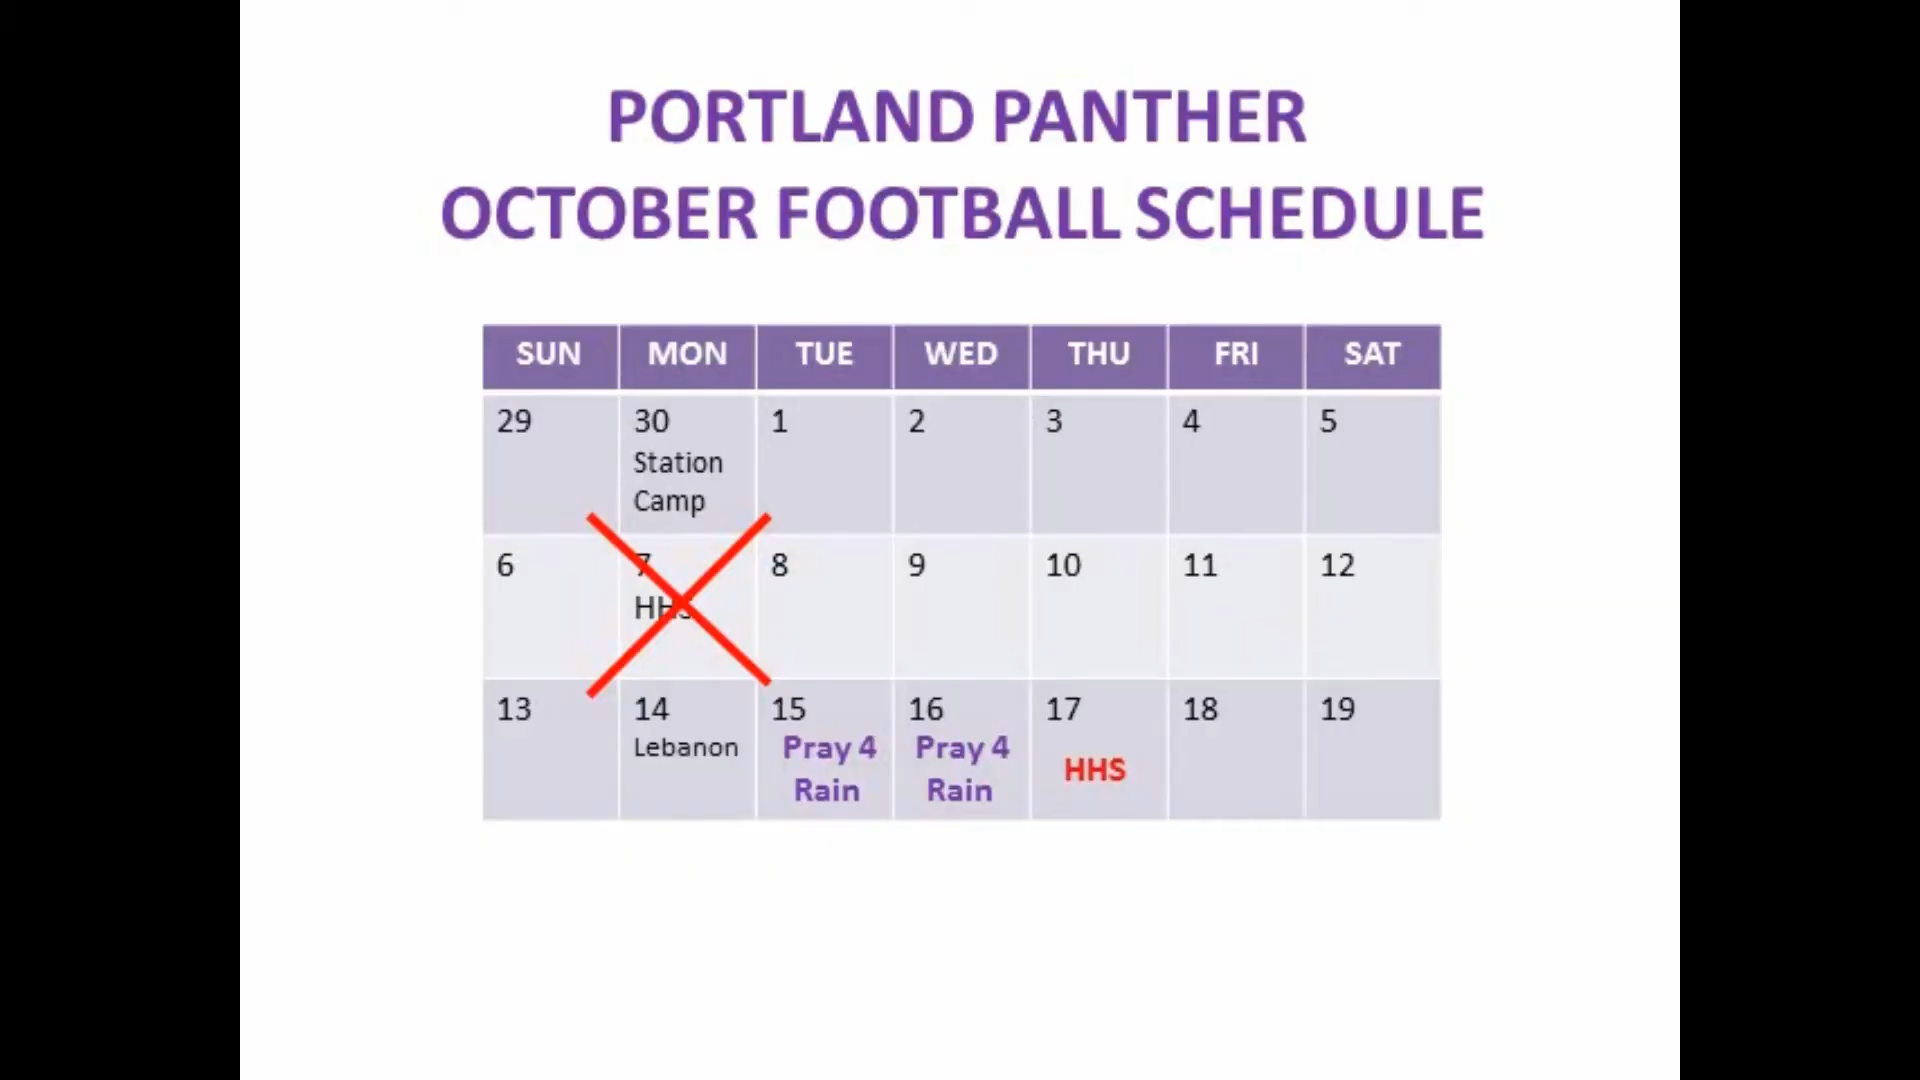 PORTLAND PANTHER
OCTOBER FOOTBALL SCHEDULE
SUN MON TUE WED THU FRI SAT
29 30 1 2 3 4 5
Station
Camp
6 7 8 9 10 11 12
HHS
13 14 15 16 17 18 19
Lebanon Pray 4 Pray 4
HHS
Rain Rain